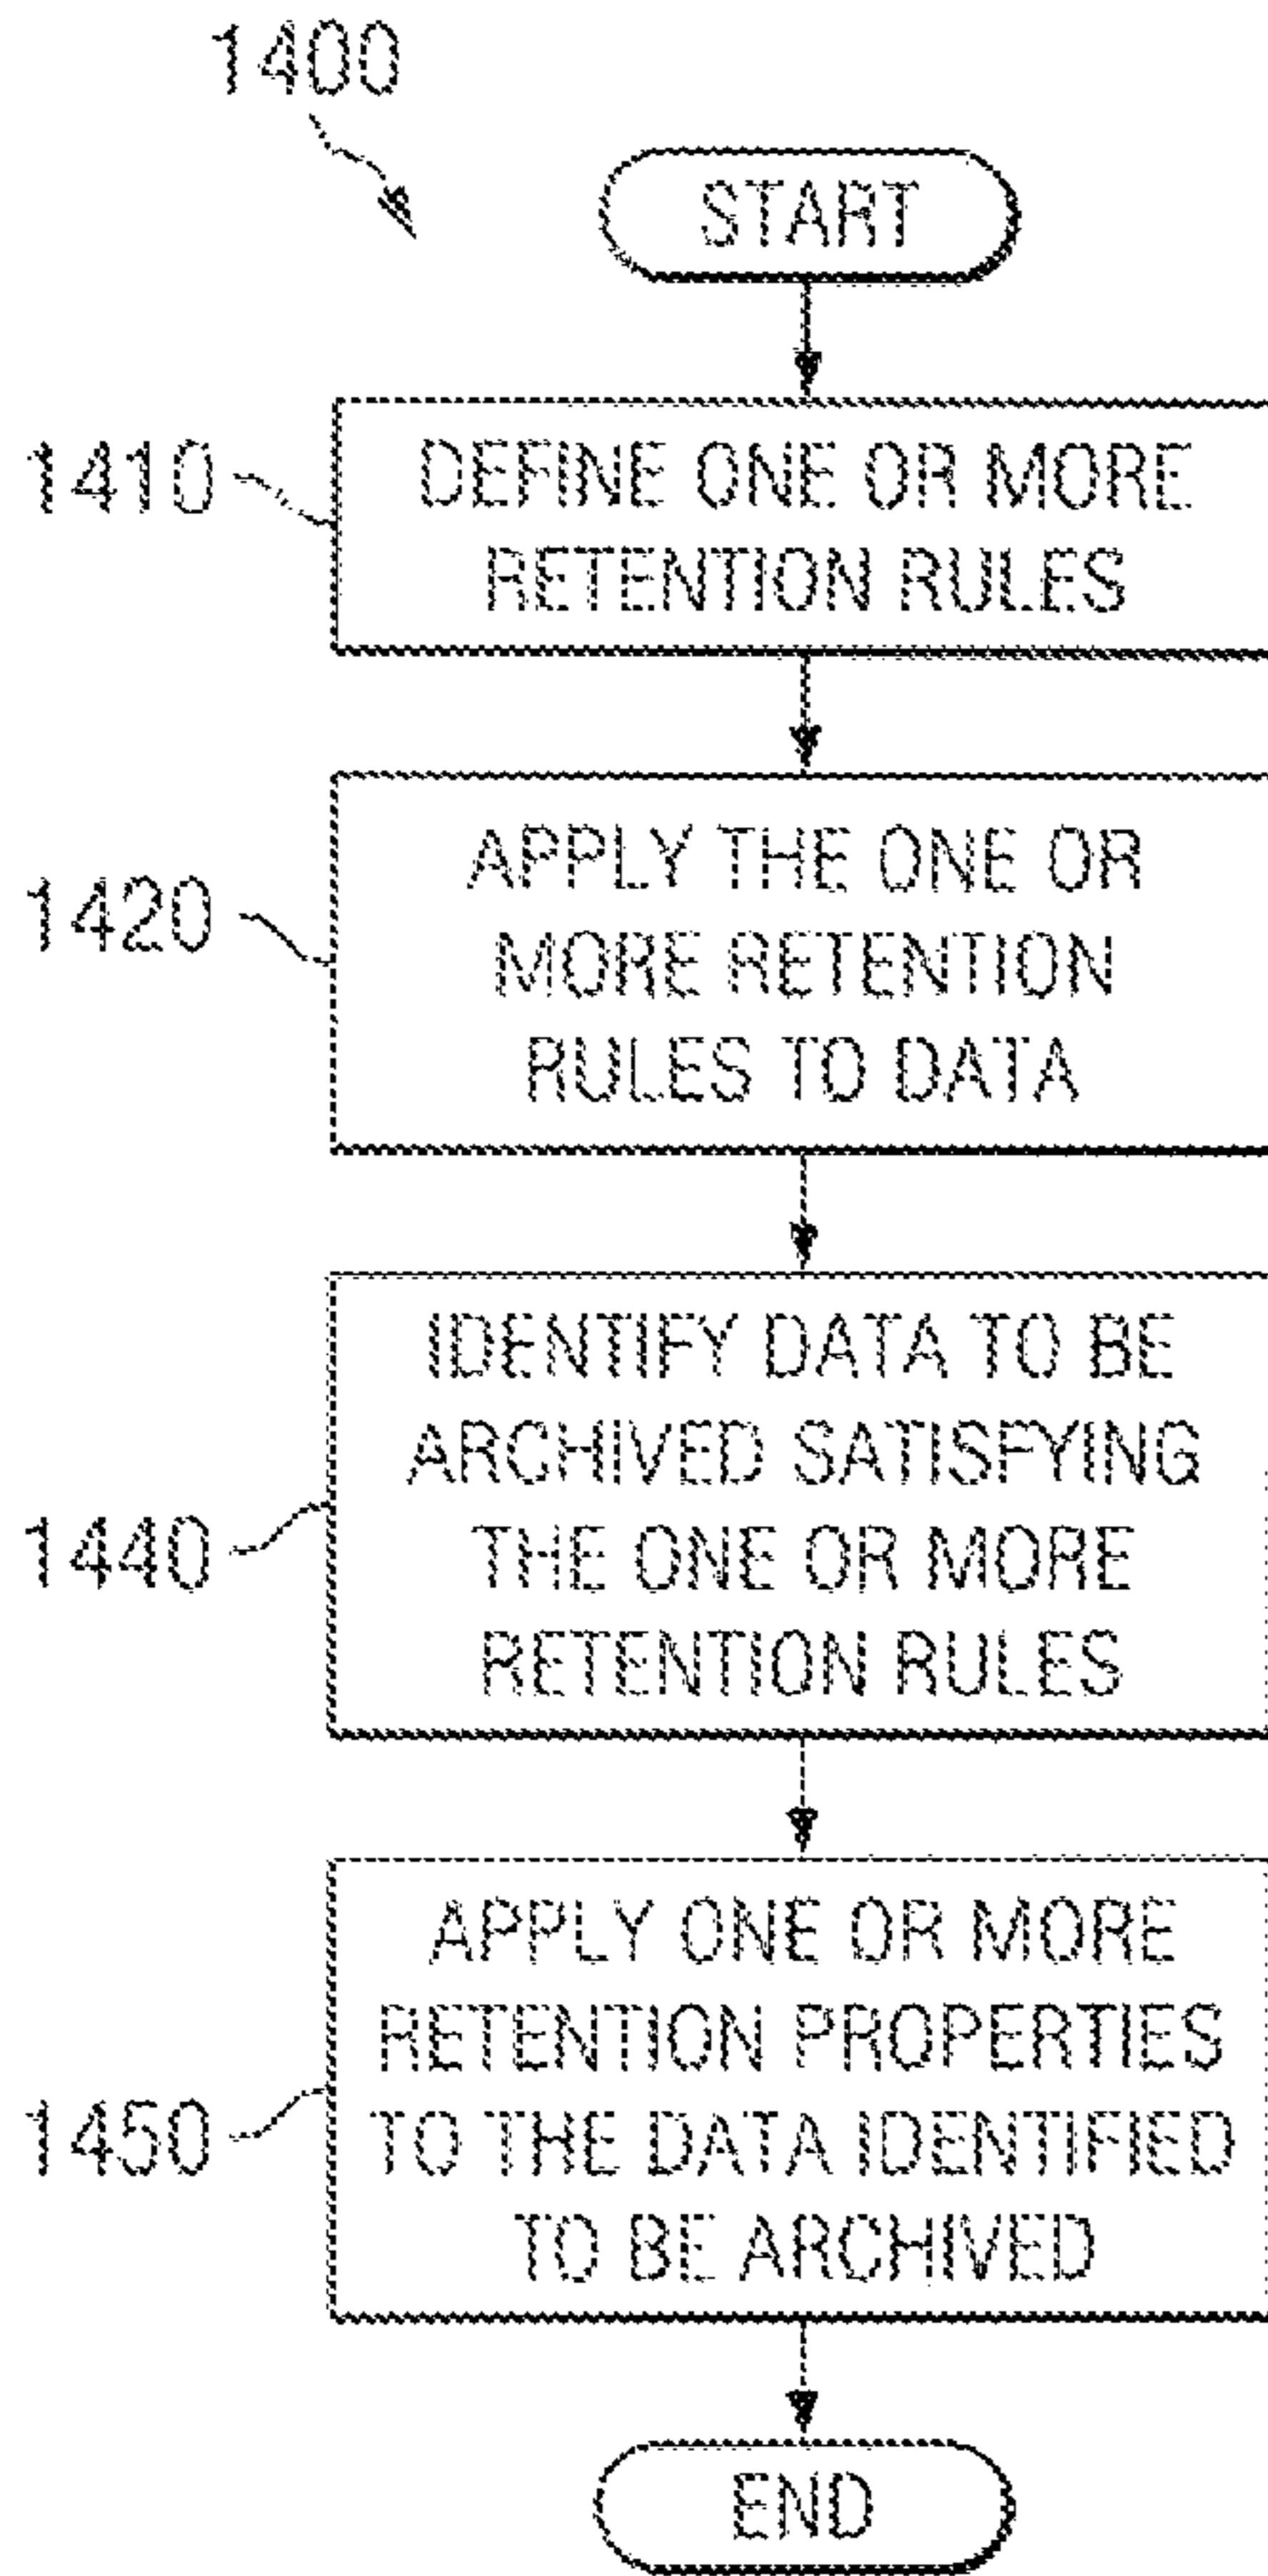 1400
START
1410
DEFINE ONE OR MORE
RETENTION RULES
1420
APPLY THE ONE OR
MORE RETENTION
RULES TO DATA
1440
IDENTIFY DATA TO BE
ARCHIVED SATISFYING
THE ONE OR MORE
RETENTION RULES
1450
APPLY ONE OR MORE
RETENTION PROPERTIES
TO THE DATA IDENTIFIED
TO BE ARCHIVED
END